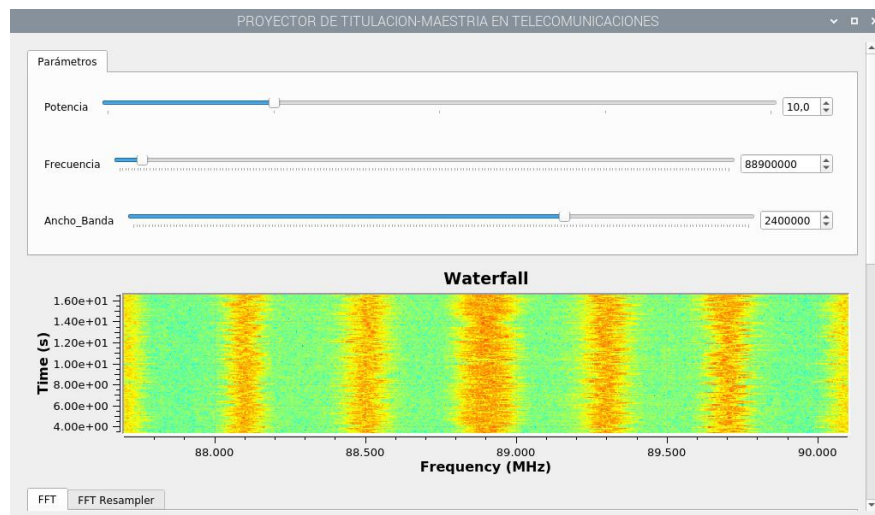 PROYECTOR DE TITULACION-MAESTRIA EN TELECOMUNICACIONES
Parámetros
Potencia 10,0
Frecuencia 88900000
Ancho_Banda 2400000
Waterfall
1.60e+01
1.40e+01
1.20e+01
1.00e+01
8.00e+00
6.00e+00
4.00e+00
Time (s)
88.000 88.500 89.000 89.500 90.000
Frequency (MHz)
FFT FFT Resampler